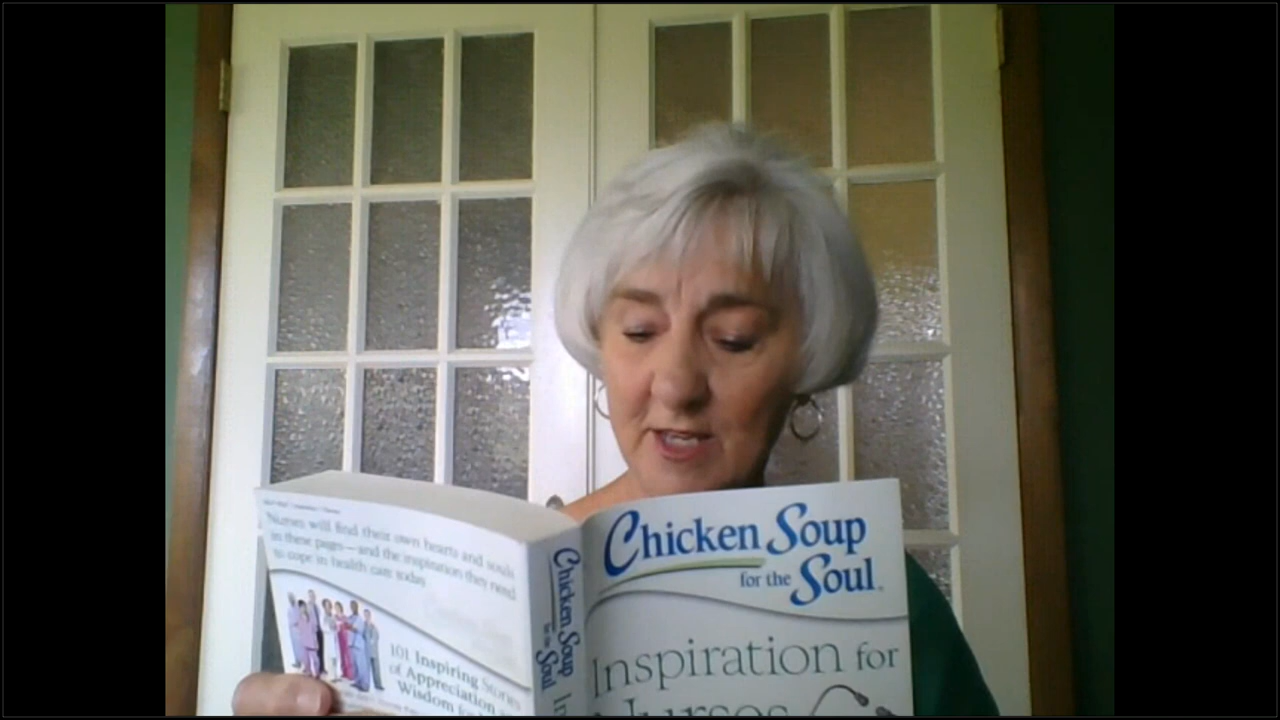 Nurses will find their own hearts and souls
in these pages—and the inspiration they need
to cope in health care today.
101 Inspiring Stories
of Appreciation
Wisdom
Chicken Soup
for the
Soul
In
Chicken Soup
for the Soul
Inspiration for
Nurses